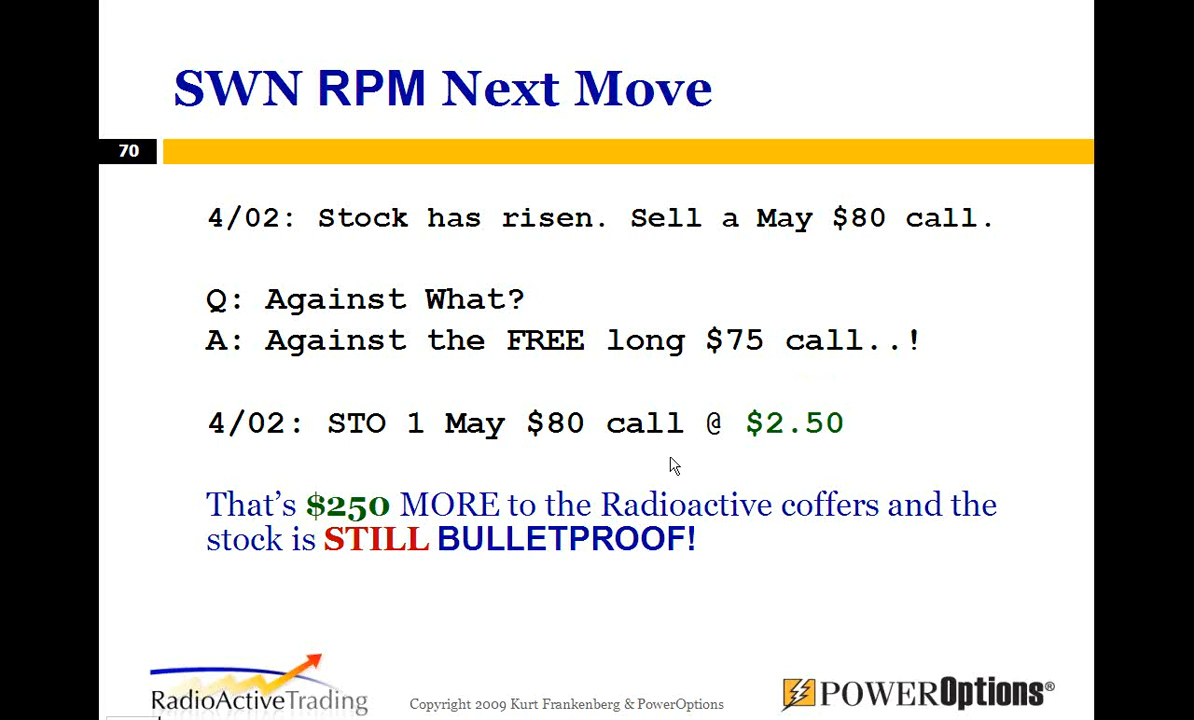 SWN RPM Next Move
70
4/02: Stock has risen. Sell a May $80 call.
Q: Against What?
A: Against the FREE long $75 call..!
4/02: STO 1 May $80 call @ $2.50
That's $250 MORE to the Radioactive coffers and the
stock is STILL BULLETPROOF!
RadioActiveTrading
Copyright 2009 Kurt Frankenberg & PowerOptions
POWEROptions®